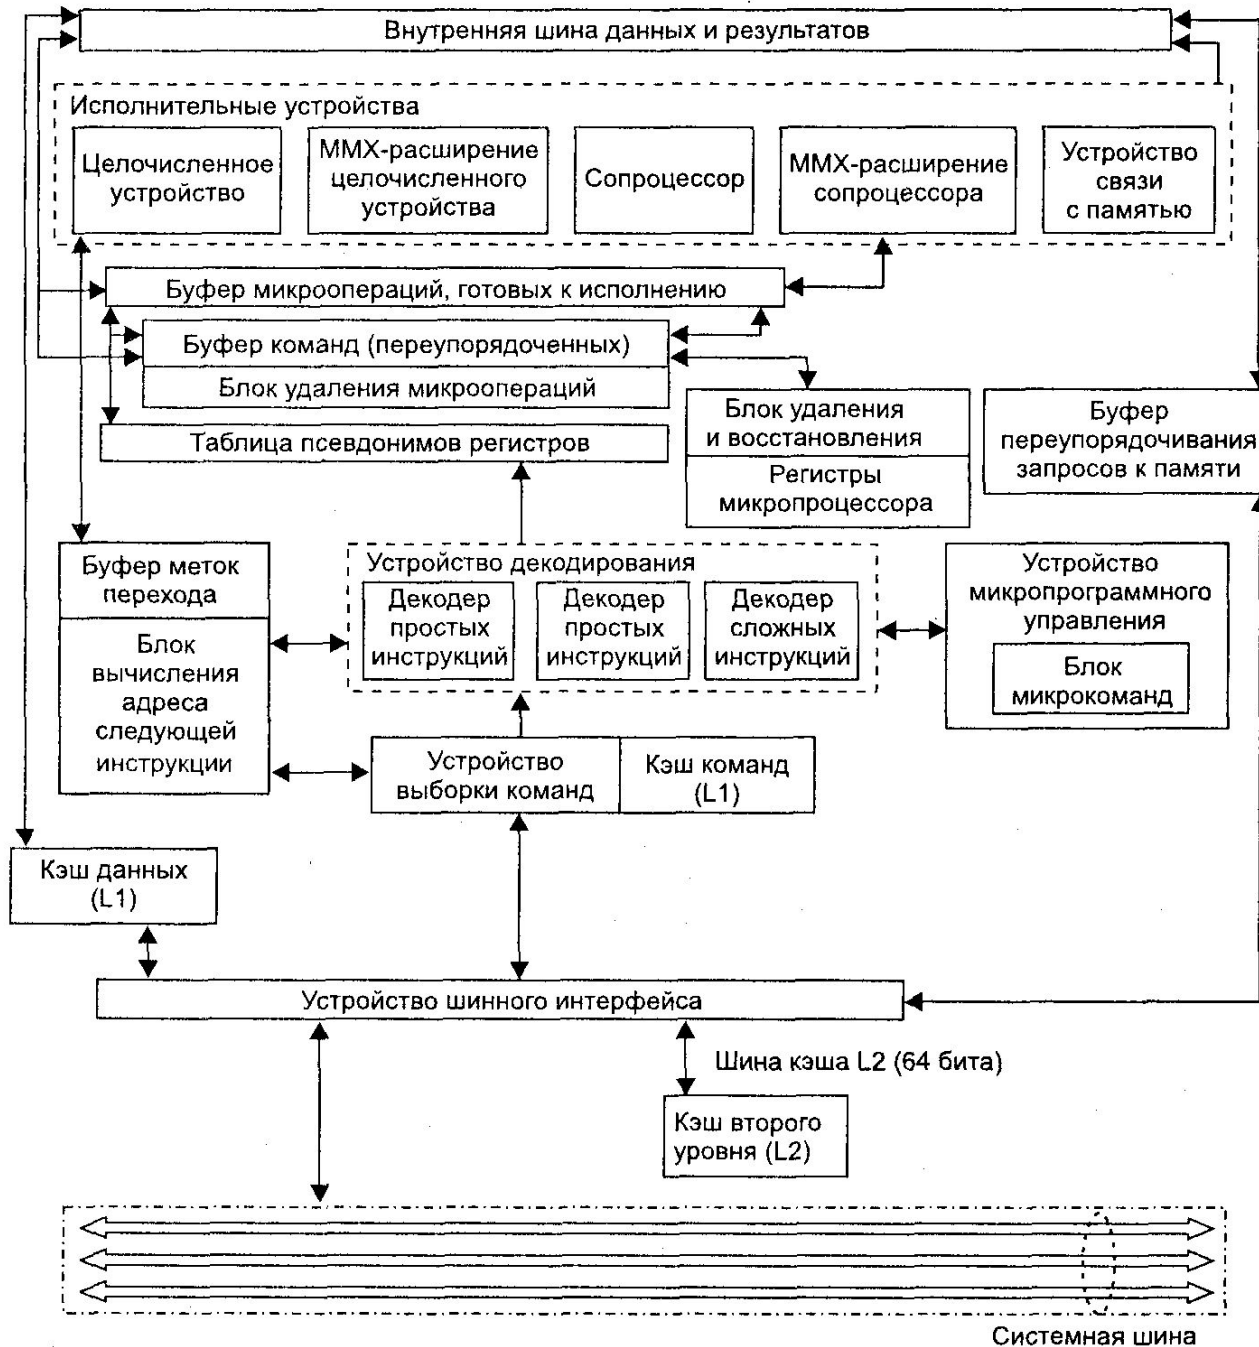 Внутренняя шина данных и результатов
Исполнительные устройства
Целочисленное
устройство
ММХ-расширение
целочисленного
устройства
Сопроцессор
ММХ-расширение
сопроцессора
Устройство
связи
с памятью
Буфер микроопераций, готовых к исполнению
Буфер команд (переупорядоченных)
Блок удаления микроопераций
Таблица псевдонимов регистров
Блок удаления
и восстановления
Регистры
микропроцессора
Буфер
переупорядочивания
запросов к памяти
Буфер меток
перехода
Блок
вычисления
адреса
следующей
инструкции
Устройство декодирования
Декодер
простых
инструкций
Декодер
простых
инструкций
Декодер
сложных
инструкций
Устройство
микропрограммного
управления
Блок
микрокоманд
Устройство
выборки команд
Кэш команд
(L1)
Кэш данных
(L1)
Устройство шинного интерфейса
Шина кэша L2 (64 бита)
Кэш второго
уровня (L2)
Системная шина